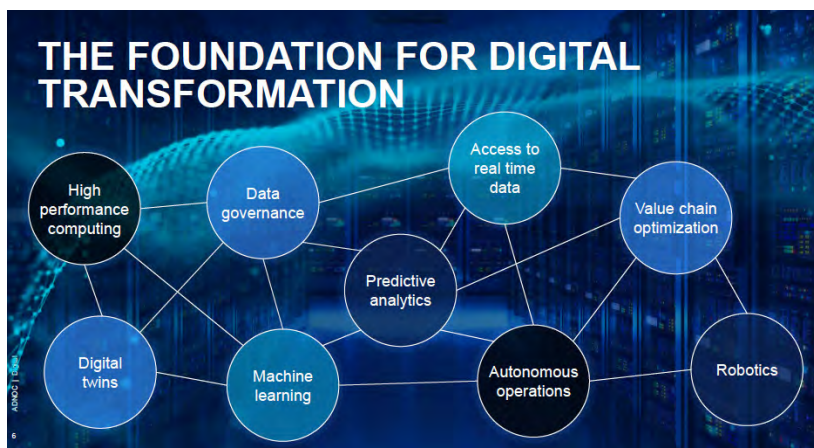 THE FOUNDATION FOR DIGITAL
TRANSFORMATION
High
performance
computing
Data
governance
Access to
real time
data
Value chain
optimization
Predictive
analytics
Digital
twins
Machine
learning
Autonomous
operations
Robotics
ADNOC |
6